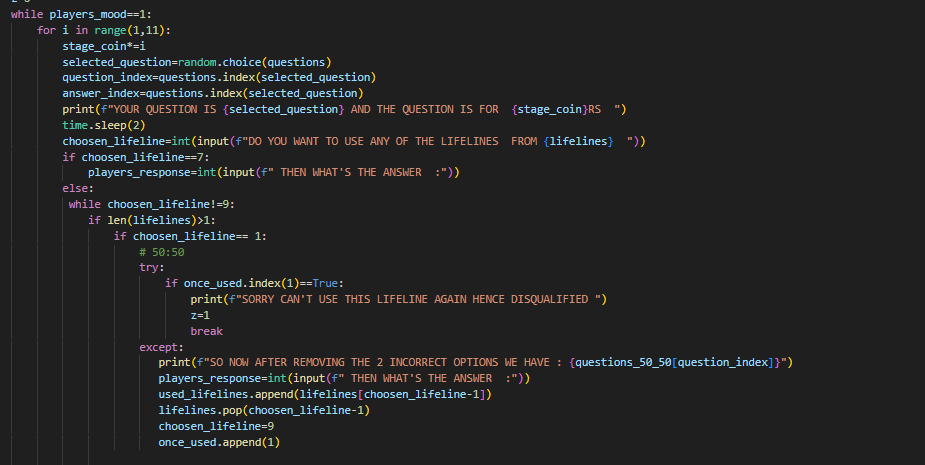 while players_mood==1:
    for i in range(1,11):
        stage_coin*=i
        selected_question=random.choice(questions)
        question_index=questions.index(selected_question)
        answer_index=questions.index(selected_question)
        print(f"YOUR QUESTION IS {selected_question} AND THE QUESTION IS FOR  {stage_coin}RS  ")
        time.sleep(2)
        choosen_lifeline=int(input(f"DO YOU WANT TO USE ANY OF THE LIFELINES  FROM {lifelines}  "))
        if choosen_lifeline==7:
            players_response=int(input(f" THEN WHAT'S THE ANSWER  :"))
        else:
         while choosen_lifeline!=9:
            if len(lifelines)>1:
                if choosen_lifeline== 1:
                    # 50:50
                    try:
                        if once_used.index(1)==True:
                            print(f"SORRY CAN'T USE THIS LIFELINE AGAIN HENCE DISQUALIFIED ")
                            z=1
                            break
                    except:
                       print(f"SO NOW AFTER REMOVING THE 2 INCORRECT OPTIONS WE HAVE : {questions_50_50[question_index]}")
                       players_response=int(input(f" THEN WHAT'S THE ANSWER  :"))
                       used_lifelines.append(lifelines[choosen_lifeline-1])
                       lifelines.pop(choosen_lifeline-1)
                       choosen_lifeline=9
                       once_used.append(1)